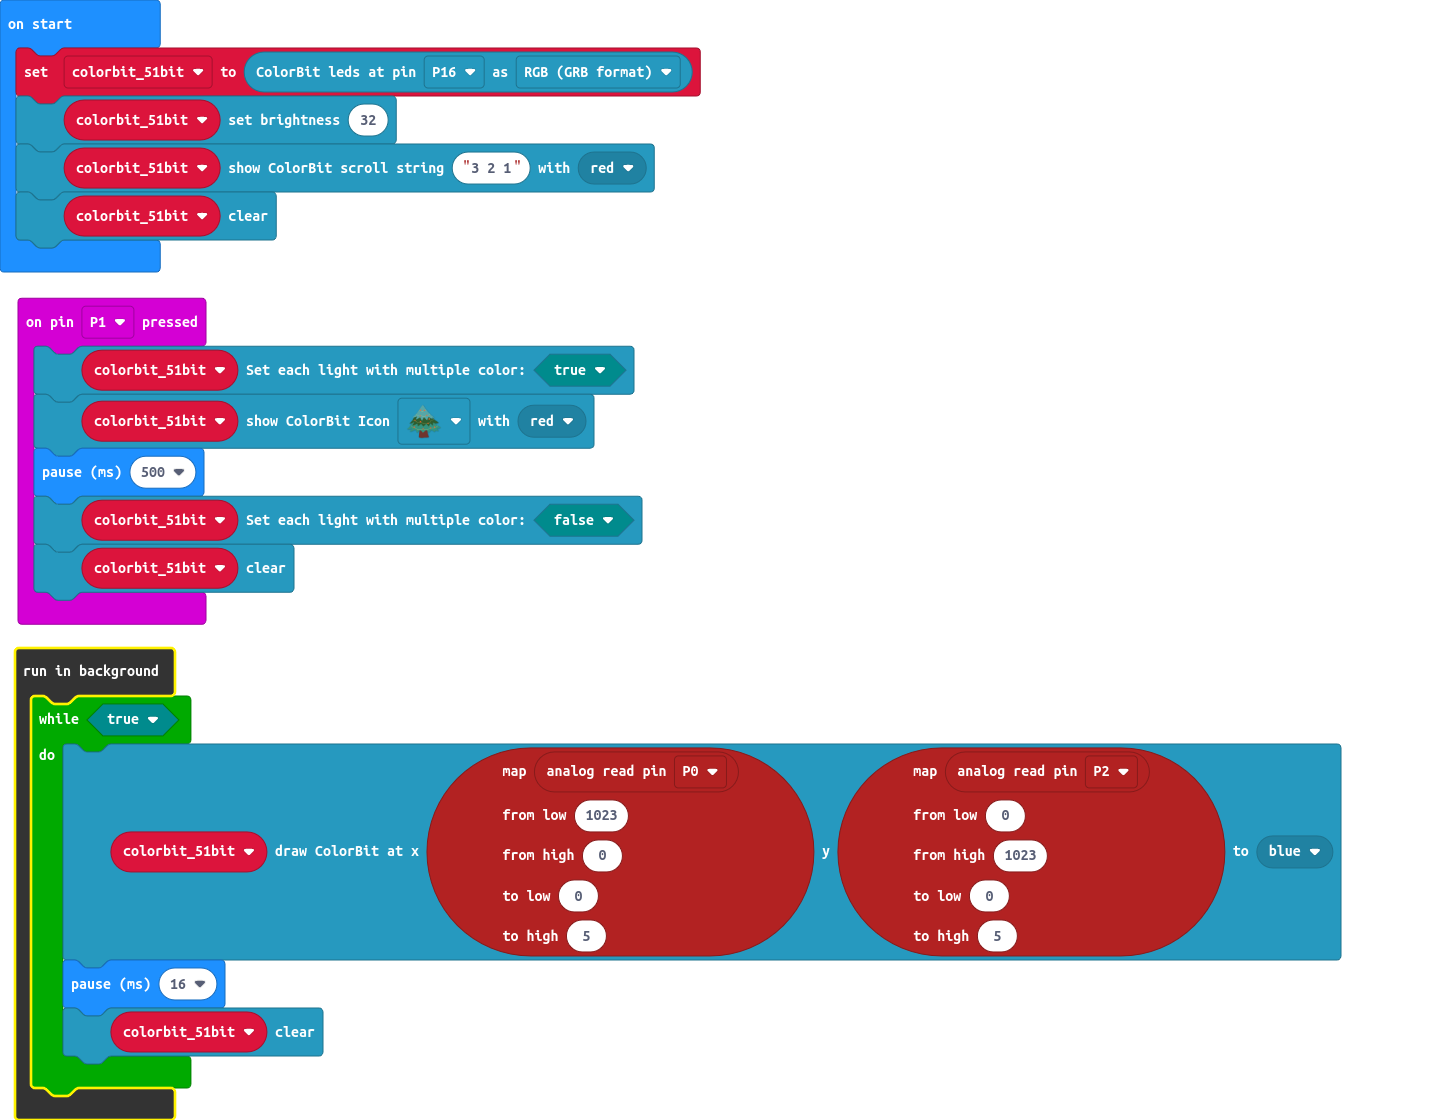 on start
set colorbit_51bit to ColorBit leds at pin P16 as RGB (GRB format)
colorbit_51bit set brightness 32
colorbit_51bit show ColorBit scroll string "3 2 1" with red
colorbit_51bit clear
on pin P1 pressed
colorbit_51bit Set each light with multiple color: true
colorbit_51bit show ColorBit Icon with red
pause (ms) 500
colorbit_51bit Set each light with multiple color: false
colorbit_51bit clear
run in background
while true
do
colorbit_51bit draw ColorBit at x
map analog read pin P0
from low 1023
from high 0
to low 0
to high 5
y
map analog read pin P2
from low 0
from high 1023
to low 0
to high 5
to blue
pause (ms) 16
colorbit_51bit clear